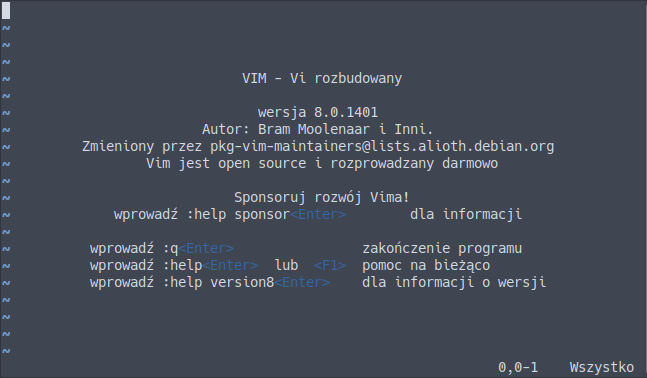 ~
~
~
~ VIM - Vi rozbudowany
~
~ wersja 8.0.1401
~ Autor: Bram Moolenaar i Inni.
~ Zmieniony przez pkg-vim-maintainers@lists.alioth.debian.org
~ Vim jest open source i rozprowadzany darmowo
~
~ Sponsoruj rozwój Vima!
~ wprowadź :help sponsor<Enter> dla informacji
~
~ wprowadź :q<Enter> zakończenie programu
~ wprowadź :help<Enter> lub <F1> pomoc na bieżąco
~ wprowadź :help version8<Enter> dla informacji o wersji
~
~
~
~
0,0-1 Wszystko